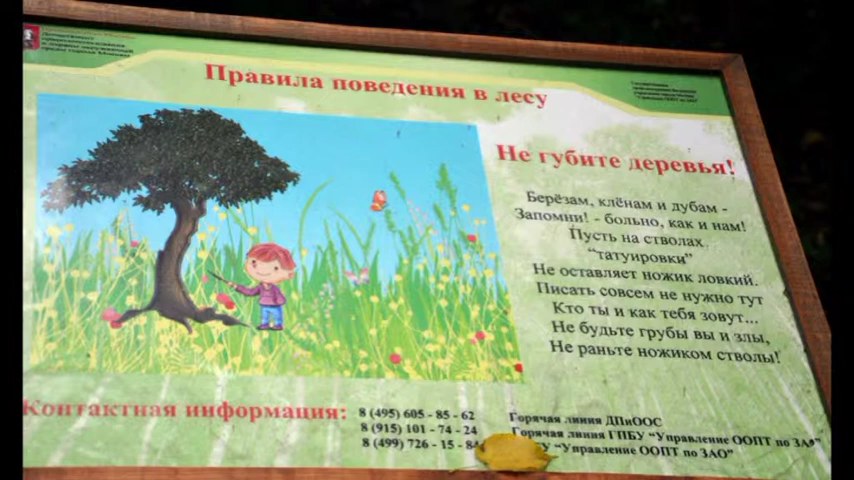 Правила поведения в лесу
Не губите деревья!
Берёзам, клёнам и дубам -
Запомни! - больно, как и нам!
Пусть на стволах
"татуировки"
Не оставляет ножик ловкий.
Писать совсем не нужно тут
Кто ты и как тебя зовут...
Не будьте грубы вы и злы,
Не раньте ножиком стволы!
Контактная информация:
8 (495) 605 - 85 - 62
8 (915) 101 - 74 - 24
8 (499) 726 - 15 - 8
Горячая линия ДПиООС
Горячая линия ГПБУ "Управление ООПТ по ЗАО"
"Управление ООПТ по ЗАО"